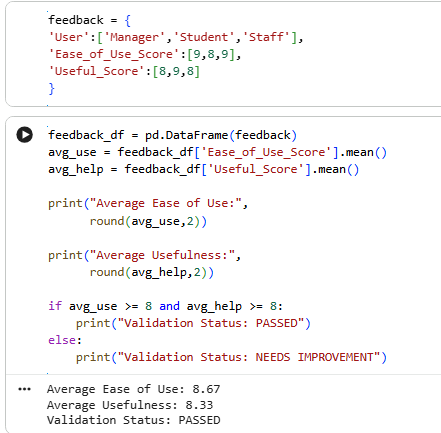 feedback = {
'User':['Manager','Student','Staff'],
'Ease_of_Use_Score':[9,8,9],
'Useful_Score':[8,9,8]
}
feedback_df = pd.DataFrame(feedback)
avg_use = feedback_df['Ease_of_Use_Score'].mean()
avg_help = feedback_df['Useful_Score'].mean()
print("Average Ease of Use:",
      round(avg_use,2))
print("Average Usefulness:",
      round(avg_help,2))
if avg_use >= 8 and avg_help >= 8:
    print("Validation Status: PASSED")
else:
    print("Validation Status: NEEDS IMPROVEMENT")
Average Ease of Use: 8.67
Average Usefulness: 8.33
Validation Status: PASSED